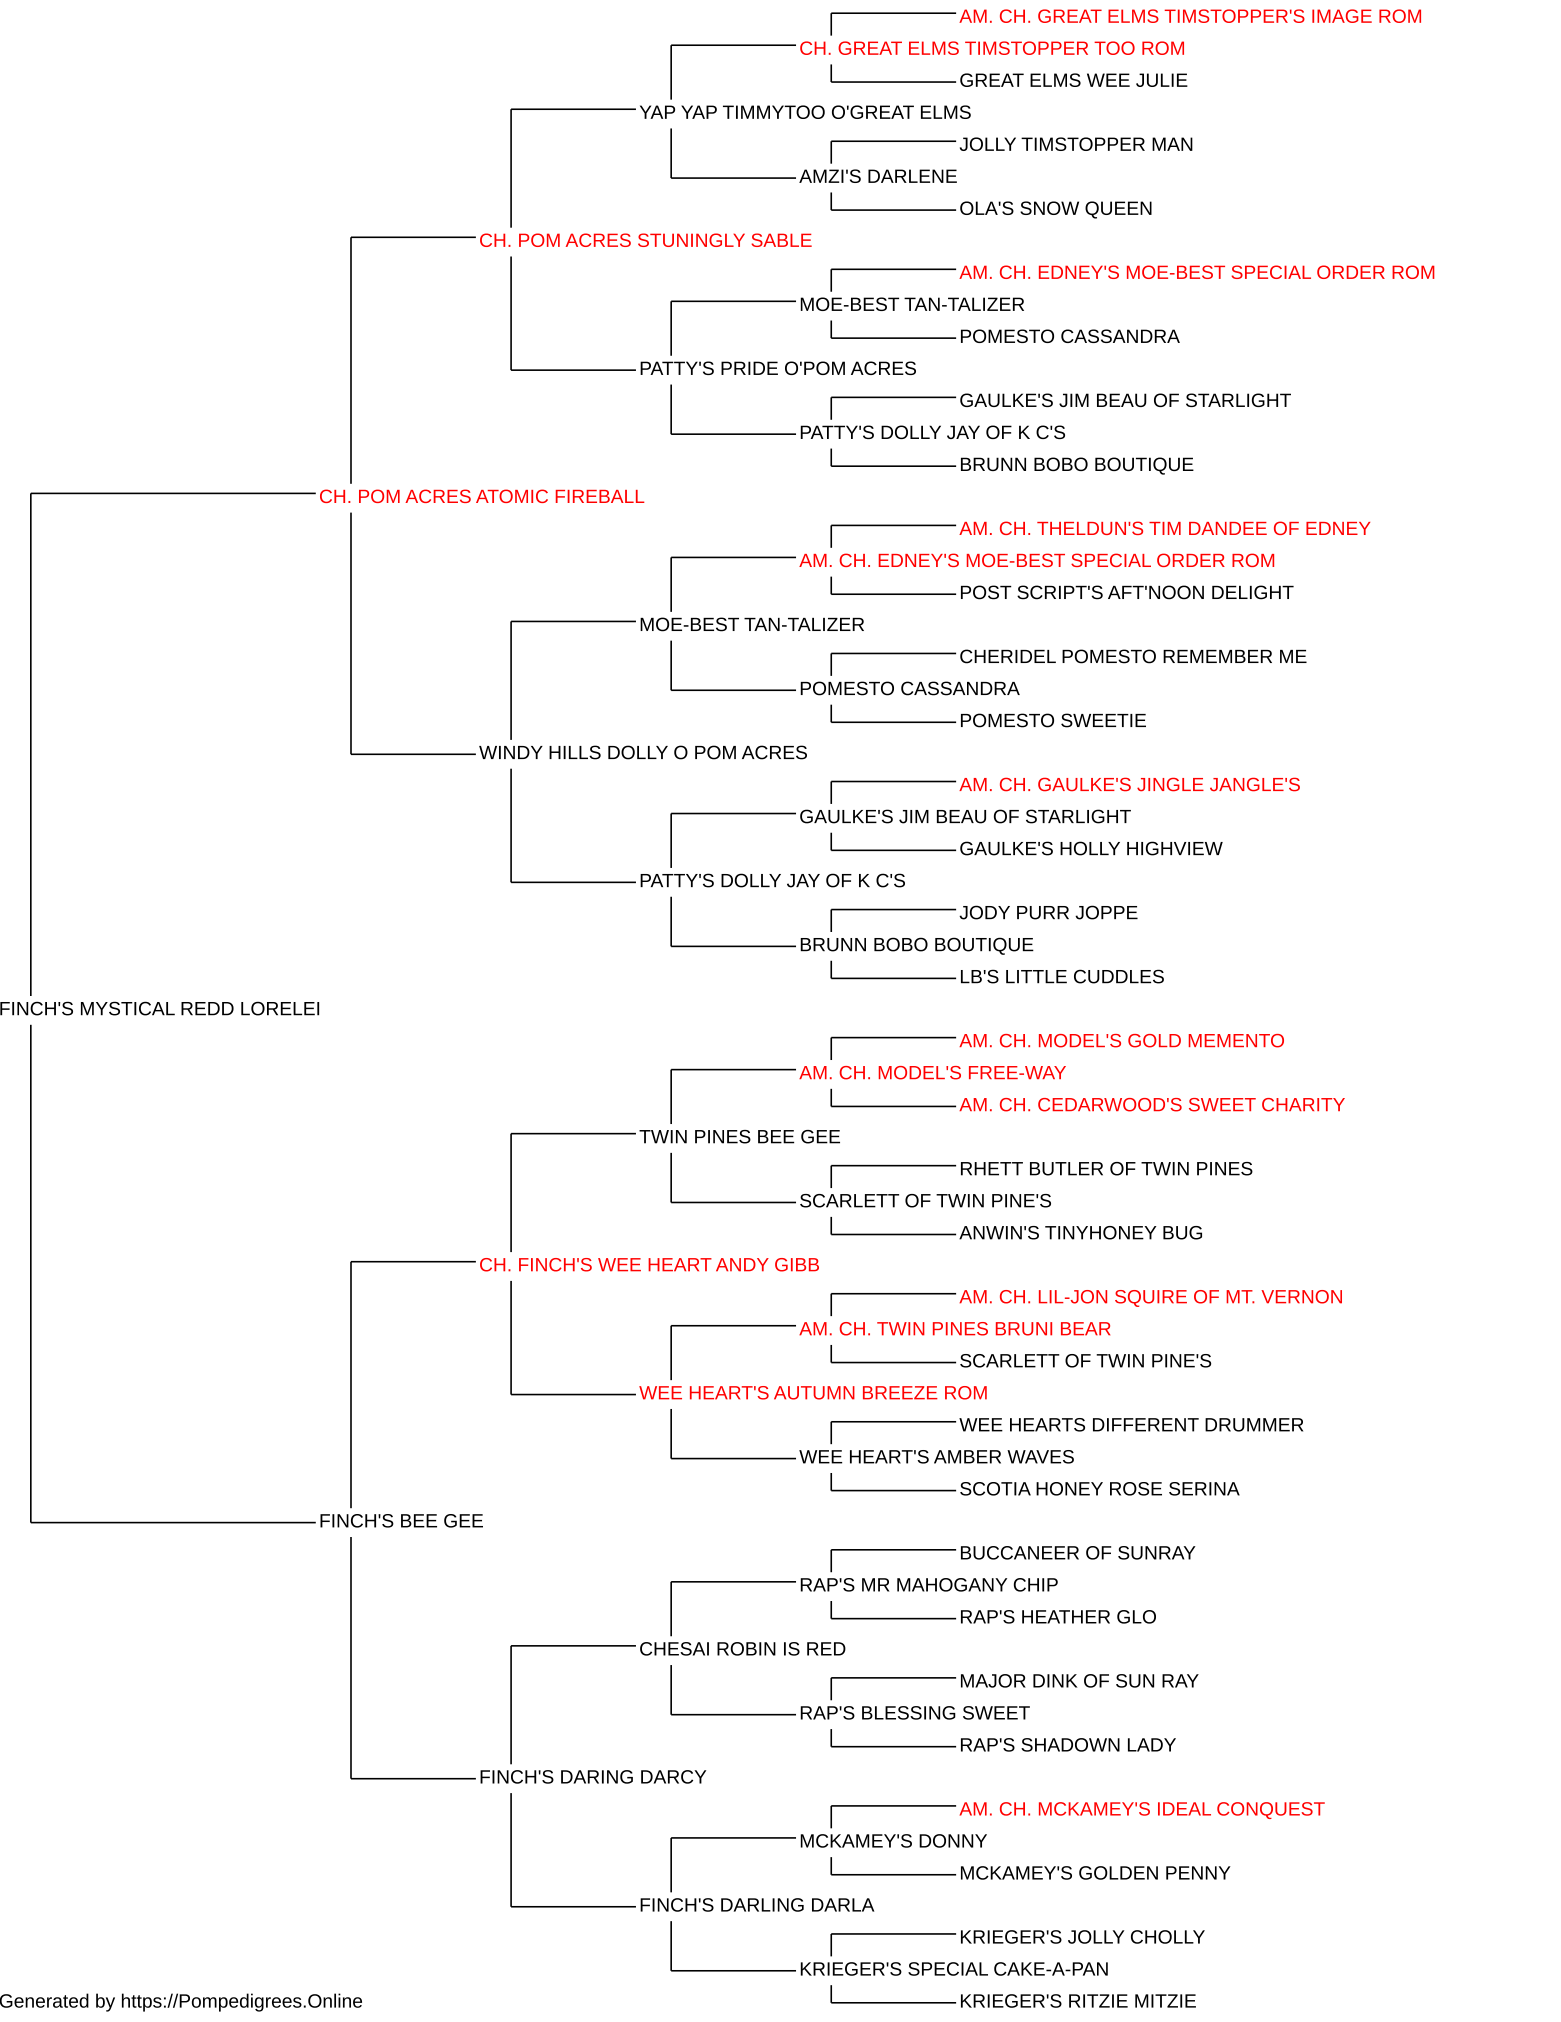 AM. CH. GREAT ELMS TIMSTOPPER'S IMAGE ROM
CH. GREAT ELMS TIMSTOPPER TOO ROM
GREAT ELMS WEE JULIE
YAP YAP TIMMYTOO O'GREAT ELMS
JOLLY TIMSTOPPER MAN
AMZI'S DARLENE
OLA'S SNOW QUEEN
CH. POM ACRES STUNINGLY SABLE
AM. CH. EDNEY'S MOE-BEST SPECIAL ORDER ROM
MOE-BEST TAN-TALIZER
POMESTO CASSANDRA
PATTY'S PRIDE O'POM ACRES
GAULKE'S JIM BEAU OF STARLIGHT
PATTY'S DOLLY JAY OF K C'S
BRUNN BOBO BOUTIQUE
CH. POM ACRES ATOMIC FIREBALL
AM. CH. THELDUN'S TIM DANDEE OF EDNEY
AM. CH. EDNEY'S MOE-BEST SPECIAL ORDER ROM
POST SCRIPT'S AFT'NOON DELIGHT
MOE-BEST TAN-TALIZER
CHERIDEL POMESTO REMEMBER ME
POMESTO CASSANDRA
POMESTO SWEETIE
WINDY HILLS DOLLY O POM ACRES
AM. CH. GAULKE'S JINGLE JANGLE'S
GAULKE'S JIM BEAU OF STARLIGHT
GAULKE'S HOLLY HIGHVIEW
PATTY'S DOLLY JAY OF K C'S
JODY PURR JOPPE
BRUNN BOBO BOUTIQUE
LB'S LITTLE CUDDLES
FINCH'S MYSTICAL REDD LORELEI
AM. CH. MODEL'S GOLD MEMENTO
AM. CH. MODEL'S FREE-WAY
AM. CH. CEDARWOOD'S SWEET CHARITY
TWIN PINES BEE GEE
RHETT BUTLER OF TWIN PINES
SCARLETT OF TWIN PINE'S
ANWIN'S TINYHONEY BUG
CH. FINCH'S WEE HEART ANDY GIBB
AM. CH. LIL-JON SQUIRE OF MT. VERNON
AM. CH. TWIN PINES BRUNI BEAR
SCARLETT OF TWIN PINE'S
WEE HEART'S AUTUMN BREEZE ROM
WEE HEARTS DIFFERENT DRUMMER
WEE HEART'S AMBER WAVES
SCOTIA HONEY ROSE SERINA
FINCH'S BEE GEE
BUCCANEER OF SUNRAY
RAP'S MR MAHOGANY CHIP
RAP'S HEATHER GLO
CHESAI ROBIN IS RED
MAJOR DINK OF SUN RAY
RAP'S BLESSING SWEET
RAP'S SHADOWN LADY
FINCH'S DARING DARCY
AM. CH. MCKAMEY'S IDEAL CONQUEST
MCKAMEY'S DONNY
MCKAMEY'S GOLDEN PENNY
FINCH'S DARLING DARLA
KRIEGER'S JOLLY CHOLLY
KRIEGER'S SPECIAL CAKE-A-PAN
KRIEGER'S RITZIE MITZIE
Generated by https://Pompedigrees.Online